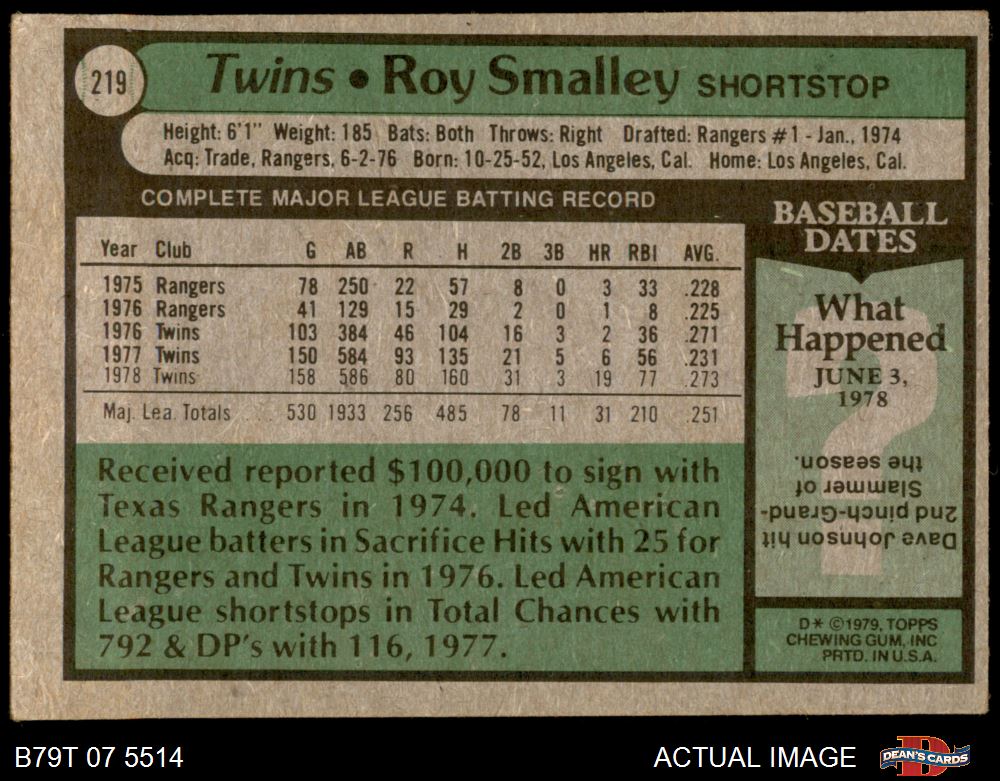 219
Twins • Roy Smalley SHORTSTOP
Height: 6'1" Weight: 185 Bats: Both Throws: Right Drafted: Rangers #1 - Jan., 1974
Acq: Trade, Rangers, 6-2-76 Born: 10-25-52, Los Angeles, Cal. Home: Los Angeles, Cal.
COMPLETE MAJOR LEAGUE BATTING RECORD
Year Club G AB R H 2B 3B HR RBI AVG.
1975 Rangers 78 250 22 57 8 0 3 33 .228
1976 Rangers 41 129 15 29 2 0 1 8 .225
1976 Twins 103 384 46 104 16 3 2 36 .271
1977 Twins 150 584 93 135 21 5 6 56 .231
1978 Twins 158 586 80 160 31 3 19 77 .273
Maj. Lea. Totals 530 1933 256 485 78 11 31 210 .251
Received reported $100,000 to sign with
Texas Rangers in 1974. Led American
League batters in Sacrifice Hits with 25 for
Rangers and Twins in 1976. Led American
League shortstops in Total Chances with
792 & DP's with 116, 1977.
BASEBALL
DATES
What
Happened
JUNE 3,
1978
?
Dave Johnson hit
2nd pinch-Grand-
Slammer of
the season.
D* ©1979, TOPPS
CHEWING GUM, INC
PRTD. IN U.S.A.
B79T 07 5514
ACTUAL IMAGE
DEAN'S CARDS